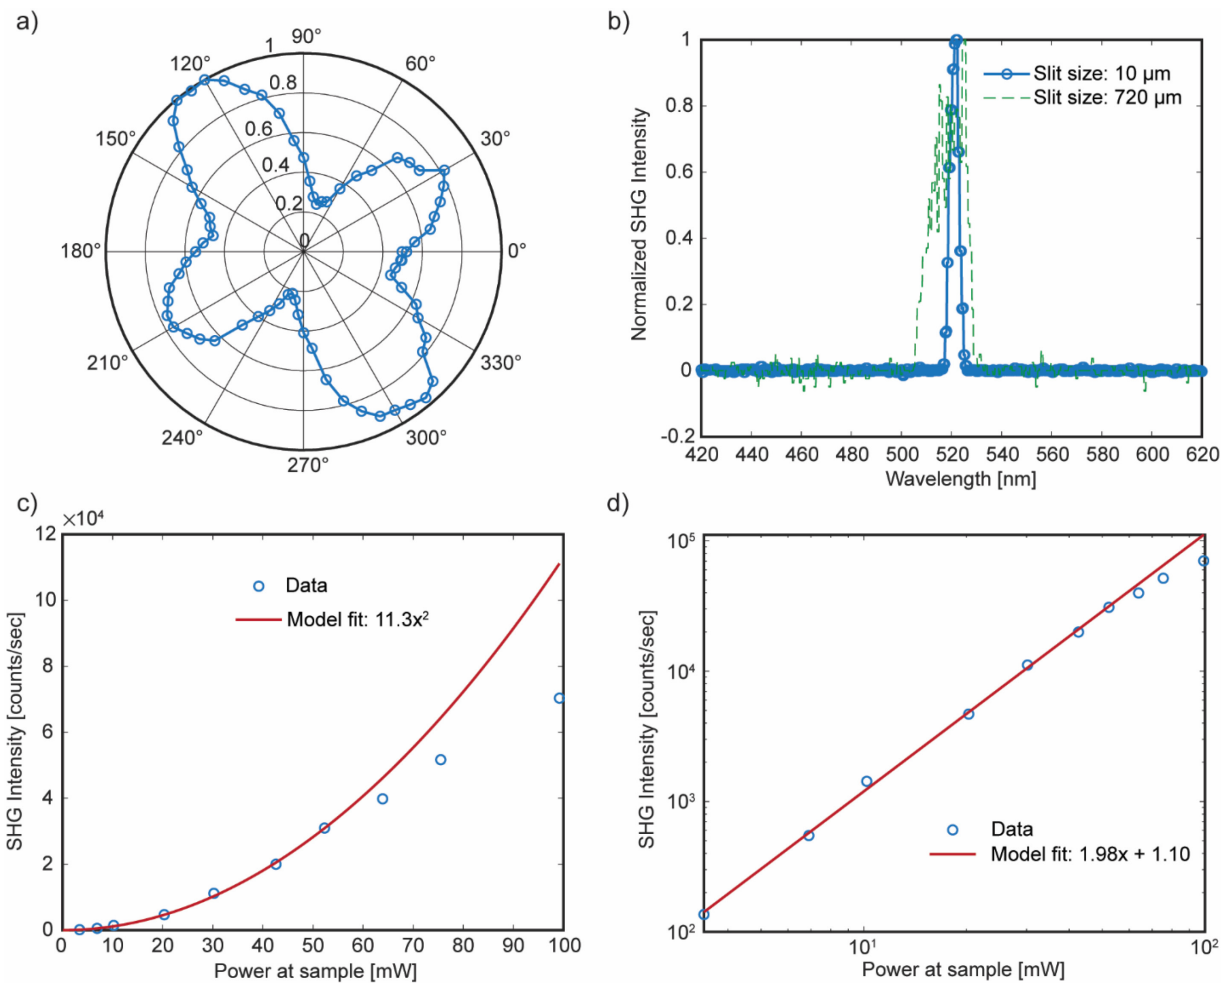 a)
90°
1
120°
60°
0.8
0.6
150°
30°
0.4
0.2
0
180°
0°
210°
330°
240°
300°
270°
b)
1
0.8
0.6
0.4
0.2
0
-0.2
Normalized SHG Intensity
Slit size: 10 µm
Slit size: 720 µm
420 440 460 480 500 520 540 560 580 600 620
Wavelength [nm]
c)
×10⁴
12
10
8
6
4
2
0
SHG Intensity [counts/sec]
Data
Model fit: 11.3x²
0 10 20 30 40 50 60 70 80 90 100
Power at sample [mW]
d)
10⁵
10⁴
10³
10²
SHG Intensity [counts/sec]
Data
Model fit: 1.98x + 1.10
10¹ 10²
Power at sample [mW]